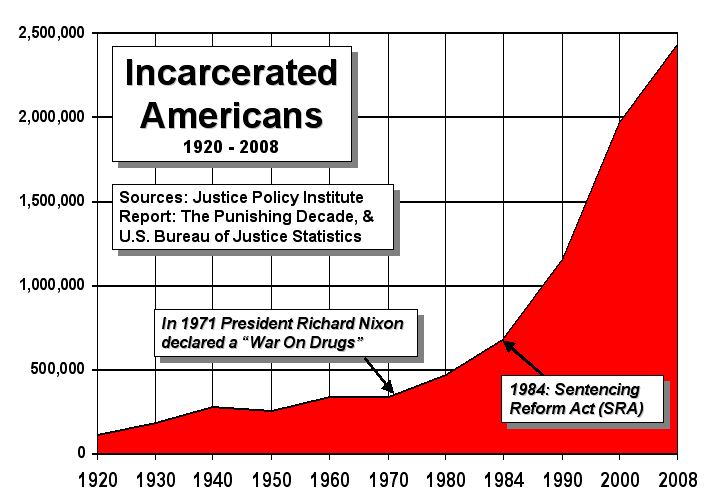 Incarcerated
Americans
1920 - 2008
Sources: Justice Policy Institute
Report: The Punishing Decade, &
U.S. Bureau of Justice Statistics
In 1971 President Richard Nixon
declared a “War On Drugs”
1984: Sentencing
Reform Act (SRA)
2,500,000
2,000,000
1,500,000
1,000,000
500,000
0
1920 1930 1940 1950 1960 1970 1980 1984 1990 2000 2008